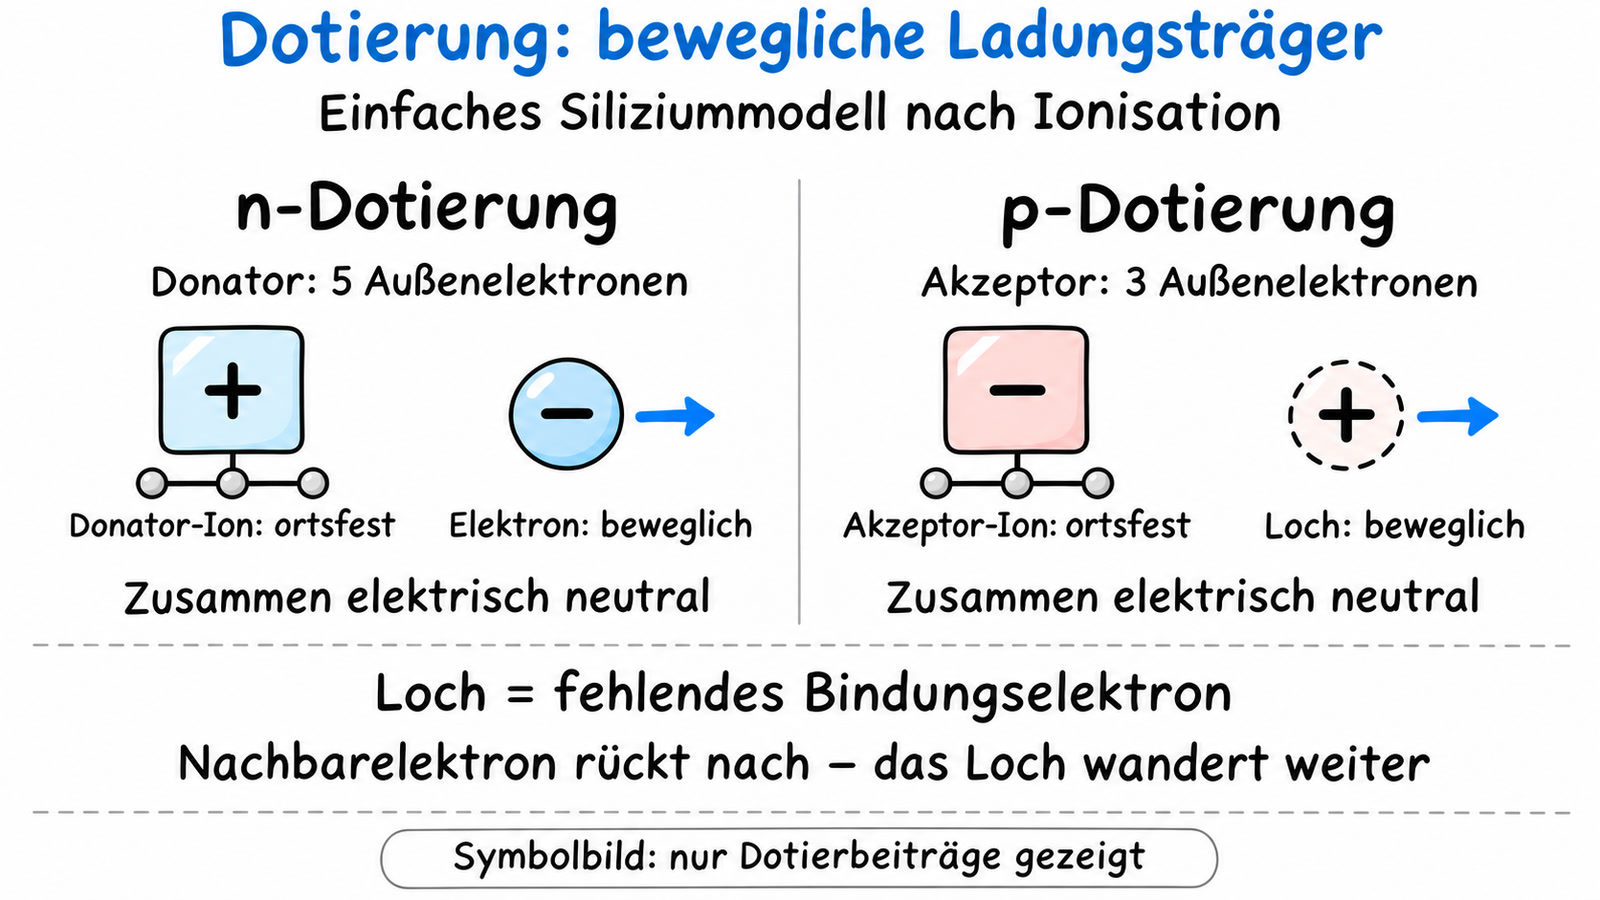 Dotierung: bewegliche Ladungsträger
Einfaches Siliziummodell nach Ionisation
n-Dotierung
Donator: 5 Außenelektronen
+
−
Donator-Ion: ortsfest
Elektron: beweglich
Zusammen elektrisch neutral
p-Dotierung
Akzeptor: 3 Außenelektronen
−
+
Akzeptor-Ion: ortsfest
Loch: beweglich
Zusammen elektrisch neutral
Loch = fehlendes Bindungselektron
Nachbarelektron rückt nach – das Loch wandert weiter
Symbolbild: nur Dotierbeiträge gezeigt